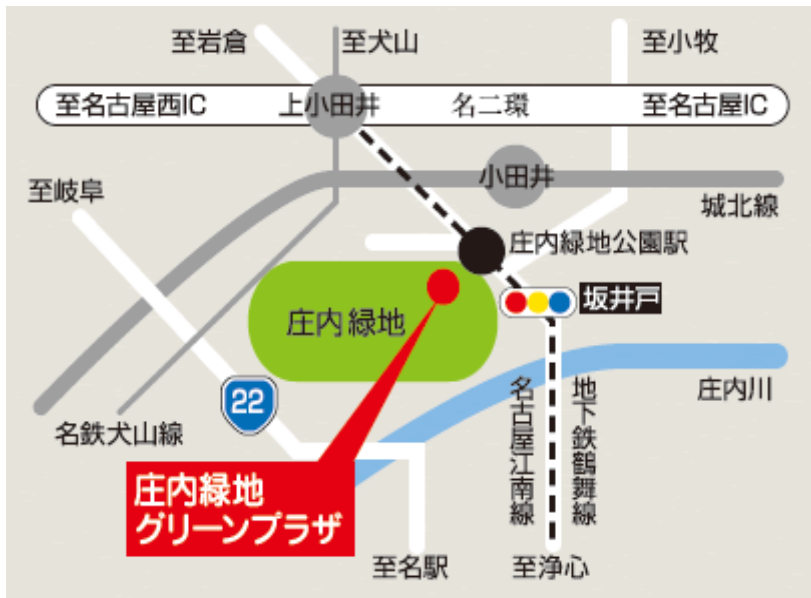 至岩倉
至犬山
至小牧
至名古屋西IC
上小田井
名二環
至名古屋IC
小田井
至岐阜
城北線
庄内緑地公園駅
坂井戸
庄内緑地
22
庄内川
名鉄犬山線
名古屋江南線
地下鉄鶴舞線
庄内緑地
グリーンプラザ
至名駅
至浄心